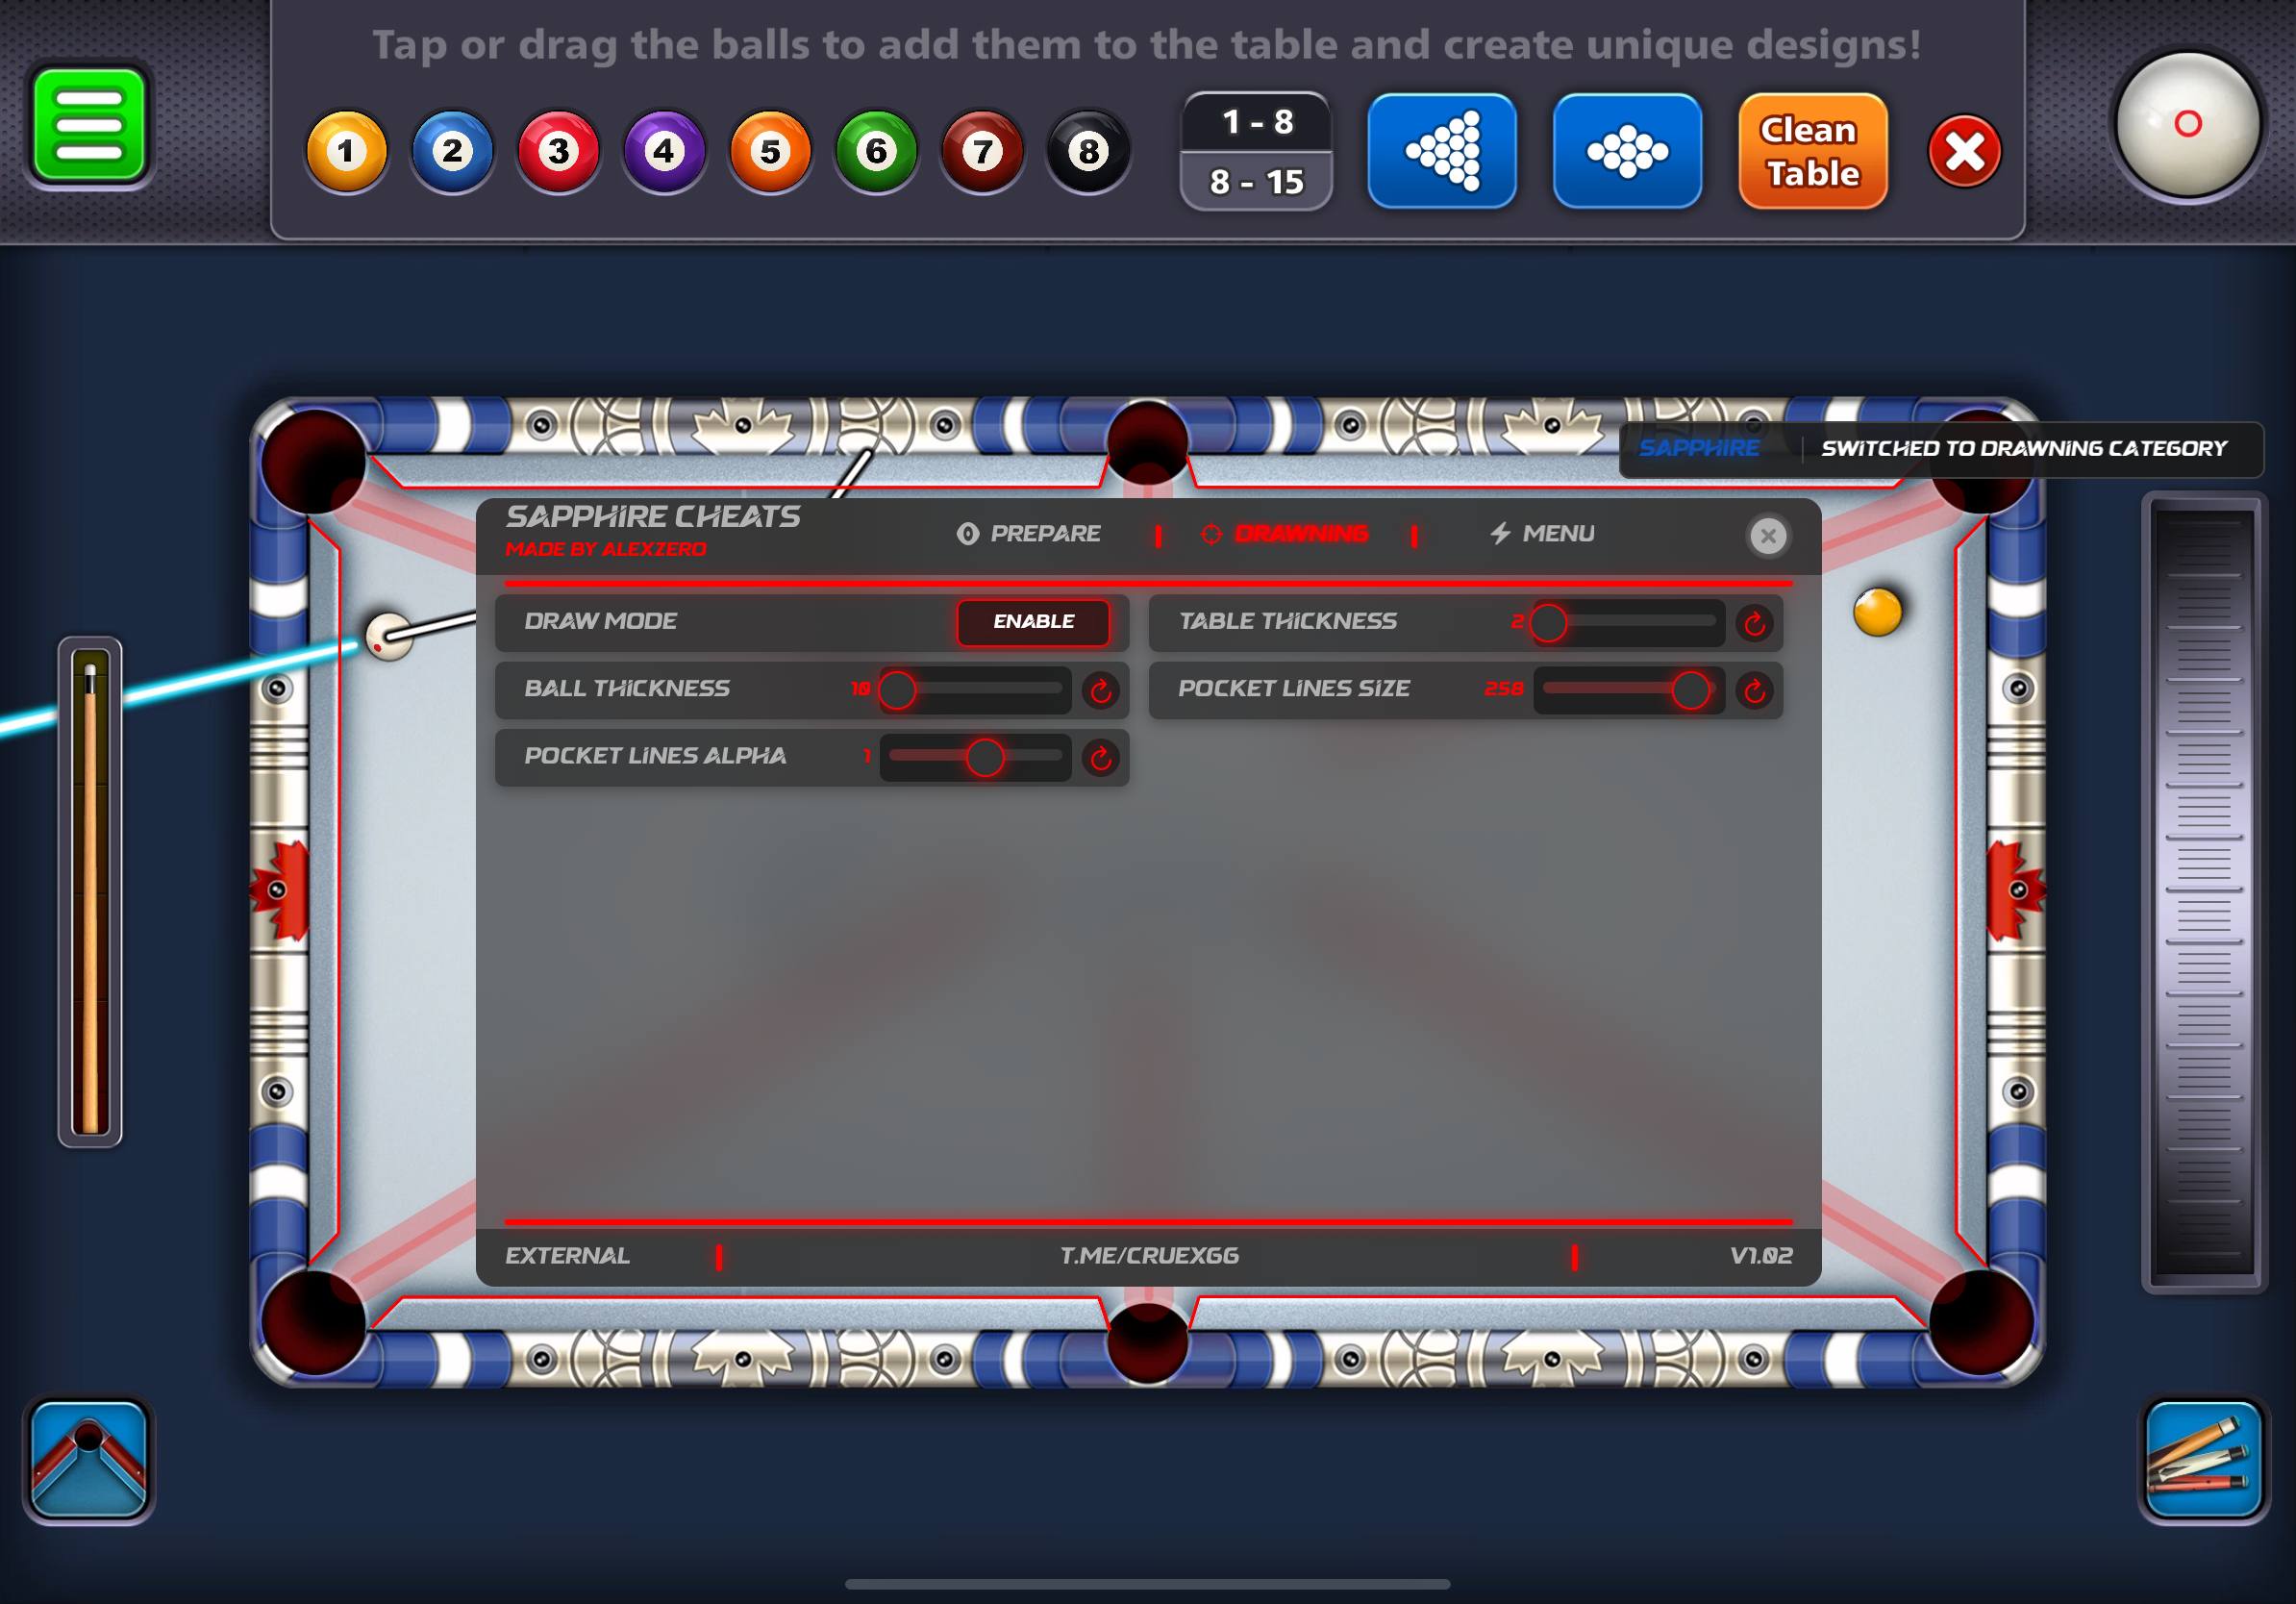 Tap or drag the balls to add them to the table and create unique designs!
1 2 3 4 5 6 7 8
1 - 8
8 - 15
Clean
Table
SAPPHIRE | SWITCHED TO DRAWNING CATEGORY
SAPPHIRE CHEATS
MADE BY ALEXZERO
PREPARE
DRAWNING
MENU
DRAW MODE
ENABLE
TABLE THICKNESS
2
BALL THICKNESS
10
POCKET LINES SIZE
258
POCKET LINES ALPHA
1
EXTERNAL
T.ME/CRUEXGG
V1.02